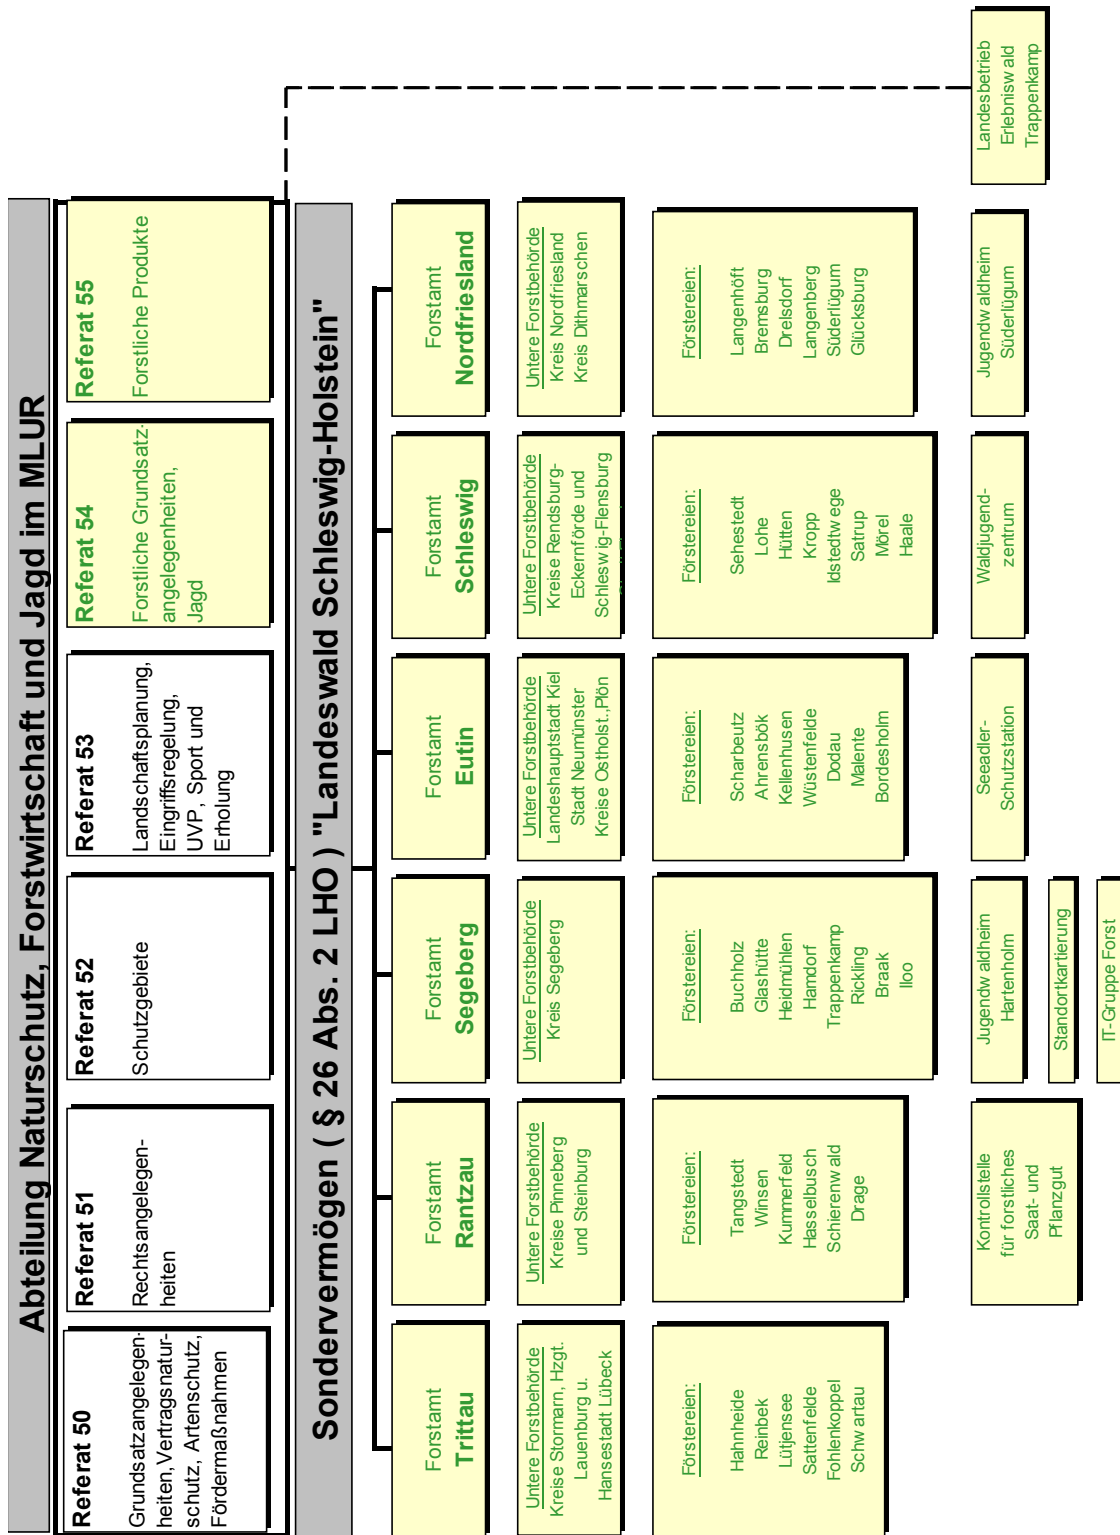 Abteilung Naturschutz, Forstwirtschaft und Jagd im MLUR
Referat 50
Grundsatzangelegen-
heiten,Vertragsnatur-
schutz, Artenschutz,
Fördermaßnahmen
Referat 51
Rechtsangelegen-
heiten
Referat 52
Schutzgebiete
Referat 53
Landschaftsplanung,
Eingriffsregelung,
UVP, Sport und
Erholung
Referat 54
Forstliche Grundsatz-
angelegenheiten,
Jagd
Referat 55
Forstliche Produkte
Sondervermögen ( § 26 Abs. 2 LHO ) "Landeswald Schleswig-Holstein"
Forstamt
Trittau
Forstamt
Rantzau
Forstamt
Segeberg
Forstamt
Eutin
Forstamt
Schleswig
Forstamt
Nordfriesland
Untere Forstbehörde
Kreise Stormarn, Hzgt.
Lauenburg u.
Hansestadt Lübeck
Untere Forstbehörde
Kreise Pinneberg
und Steinburg
Untere Forstbehörde
Kreis Segeberg
Untere Forstbehörde
Landeshauptstadt Kiel
Stadt Neumünster
Kreise Ostholst.,Plön
Untere Forstbehörde
Kreise Rendsburg-
Eckernförde und
Schleswig-Flensburg
Untere Forstbehörde
Kreis Nordfriesland
Kreis Dithmarschen
Förstereien:
Hahnheide
Reinbek
Lütjensee
Sattenfelde
Fohlenkoppel
Schwartau
Förstereien:
Tangstedt
Winsen
Kummerfeld
Hasselbusch
Schierenwald
Drage
Förstereien:
Buchholz
Glashütte
Heidmühlen
Hamdorf
Trappenkamp
Rickling
Braak
Iloo
Förstereien:
Scharbeutz
Ahrensbök
Kellenhusen
Wüstenfelde
Dodau
Malente
Bordesholm
Förstereien:
Sehestedt
Lohe
Hütten
Kropp
Idstedtwege
Satrup
Mörel
Haale
Förstereien:
Langenhöft
Bremsburg
Drelsdorf
Langenberg
Süderlügum
Glücksburg
Kontrollstelle
für forstliches
Saat- und
Pflanzgut
Jugendwaldheim
Hartenholm
Standortkartierung
IT-Gruppe Forst
Seeadler-
Schutzstation
Waldjugend-
zentrum
Jugendwaldheim
Süderlügum
Landesbetrieb
Erlebniswald
Trappenkamp